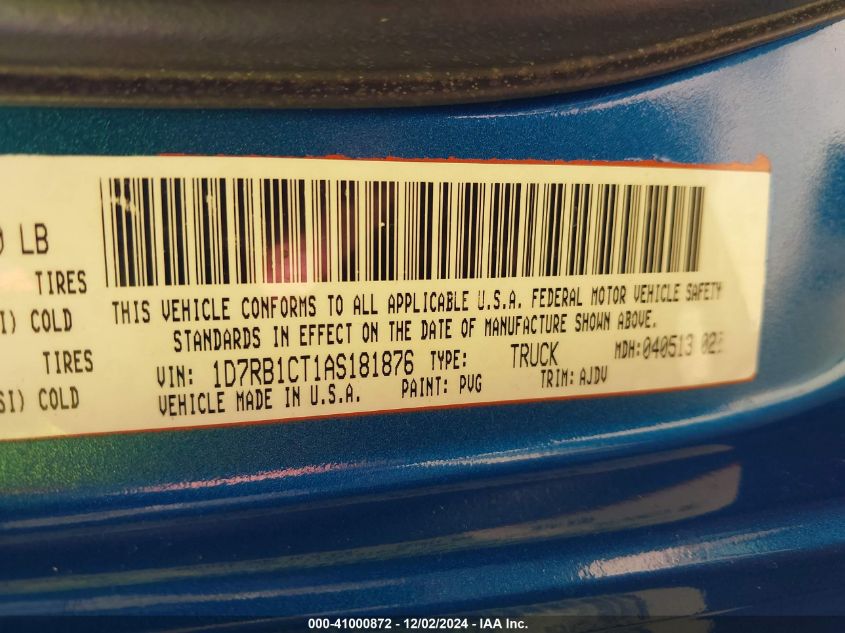 LB
TIRES
COLD
TIRES
SI) COLD
THIS VEHICLE CONFORMS TO ALL APPLICABLE U.S.A. FEDERAL MOTOR VEHICLE SAFETY
STANDARDS IN EFFECT ON THE DATE OF MANUFACTURE SHOWN ABOVE.
VIN: 1D7RB1CT1AS181876 TYPE: TRUCK MDH:040513
VEHICLE MADE IN U.S.A. PAINT: PVG TRIM: AJDV
000-41000872 - 12/02/2024 - IAA Inc.